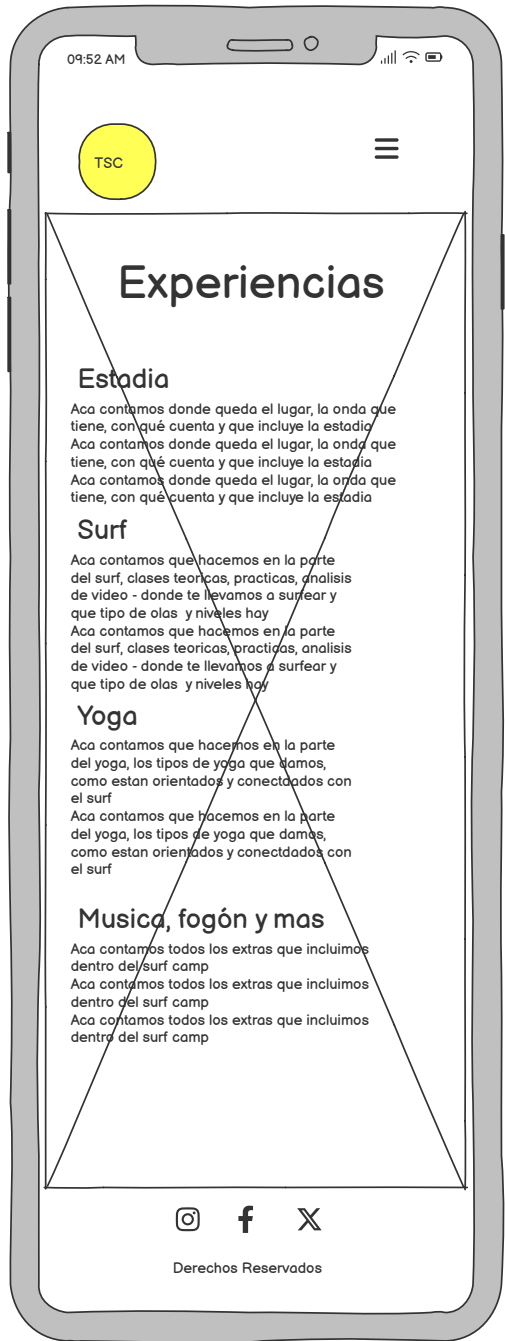 09:52 AM
TSC
Experiencias
Estadia
Aca contamos donde queda el lugar, la onda que
tiene, con qué cuenta y que incluye la estadia
Aca contamos donde queda el lugar, la onda que
tiene, con qué cuenta y que incluye la estadia
Aca contamos donde queda el lugar, la onda que
tiene, con qué cuenta y que incluye la estadia
Surf
Aca contamos que hacemos en la parte
del surf, clases teoricas, practicas, analisis
de video - donde te llevamos a surfear y
que tipo de olas y niveles hay
Aca contamos que hacemos en la parte
del surf, clases teoricas, practicas, analisis
de video - donde te llevamos a surfear y
que tipo de olas y niveles hay
Yoga
Aca contamos que hacemos en la parte
del yoga, los tipos de yoga que damos,
como estan orientados y conectdados con
el surf
Aca contamos que hacemos en la parte
del yoga, los tipos de yoga que damos,
como estan orientados y conectdados con
el surf
Musica, fogón y mas
Aca contamos todos los extras que incluimos
dentro del surf camp
Aca contamos todos los extras que incluimos
dentro del surf camp
Aca contamos todos los extras que incluimos
dentro del surf camp
Derechos Reservados